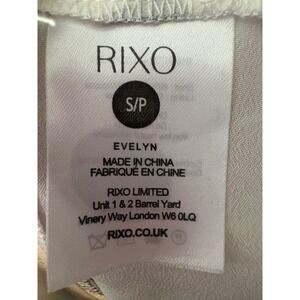 RIXO
S/P
EVELYN
MADE IN CHINA
FABRIQUÉ EN CHINE
RIXO LIMITED
Unit 1 & 2 Barrel Yard
Vinery Way London W6 0LQ
RIXO.CO.UK